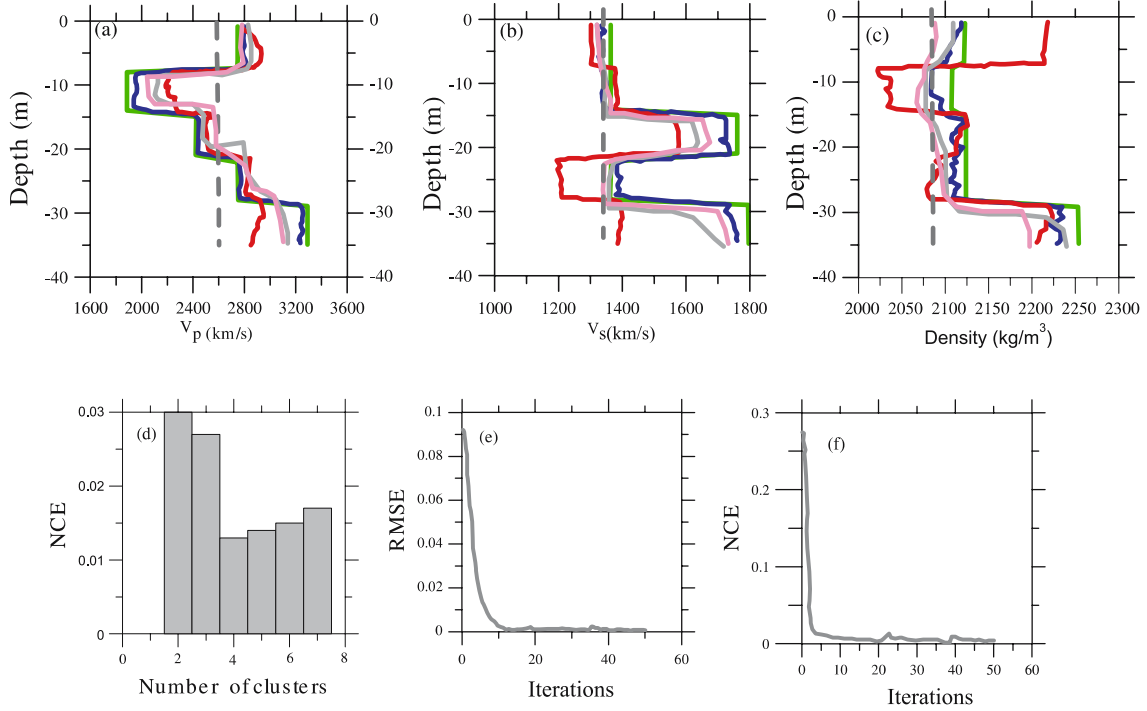 (a)
0
-10
-20
-30
-40
Depth (m)
0
-10
-20
-30
-40
1600 2000 2400 2800 3200 3600
Vp (km/s)
(b)
0
-10
-20
-30
-40
Depth (m)
1000 1200 1400 1600 1800
Vs(km/s)
(c)
0
-10
-20
-30
-40
Depth (m)
2000 2050 2100 2150 2200 2250 2300
Density (kg/m³)
(d)
0.03
0.02
0.01
0
NCE
0 2 4 6 8
Number of clusters
(e)
0.1
0.08
0.06
0.04
0.02
0
RMSE
0 20 40 60
Iterations
(f)
0.3
0.2
0.1
0
NCE
0 10 20 30 40 50 60
Iterations